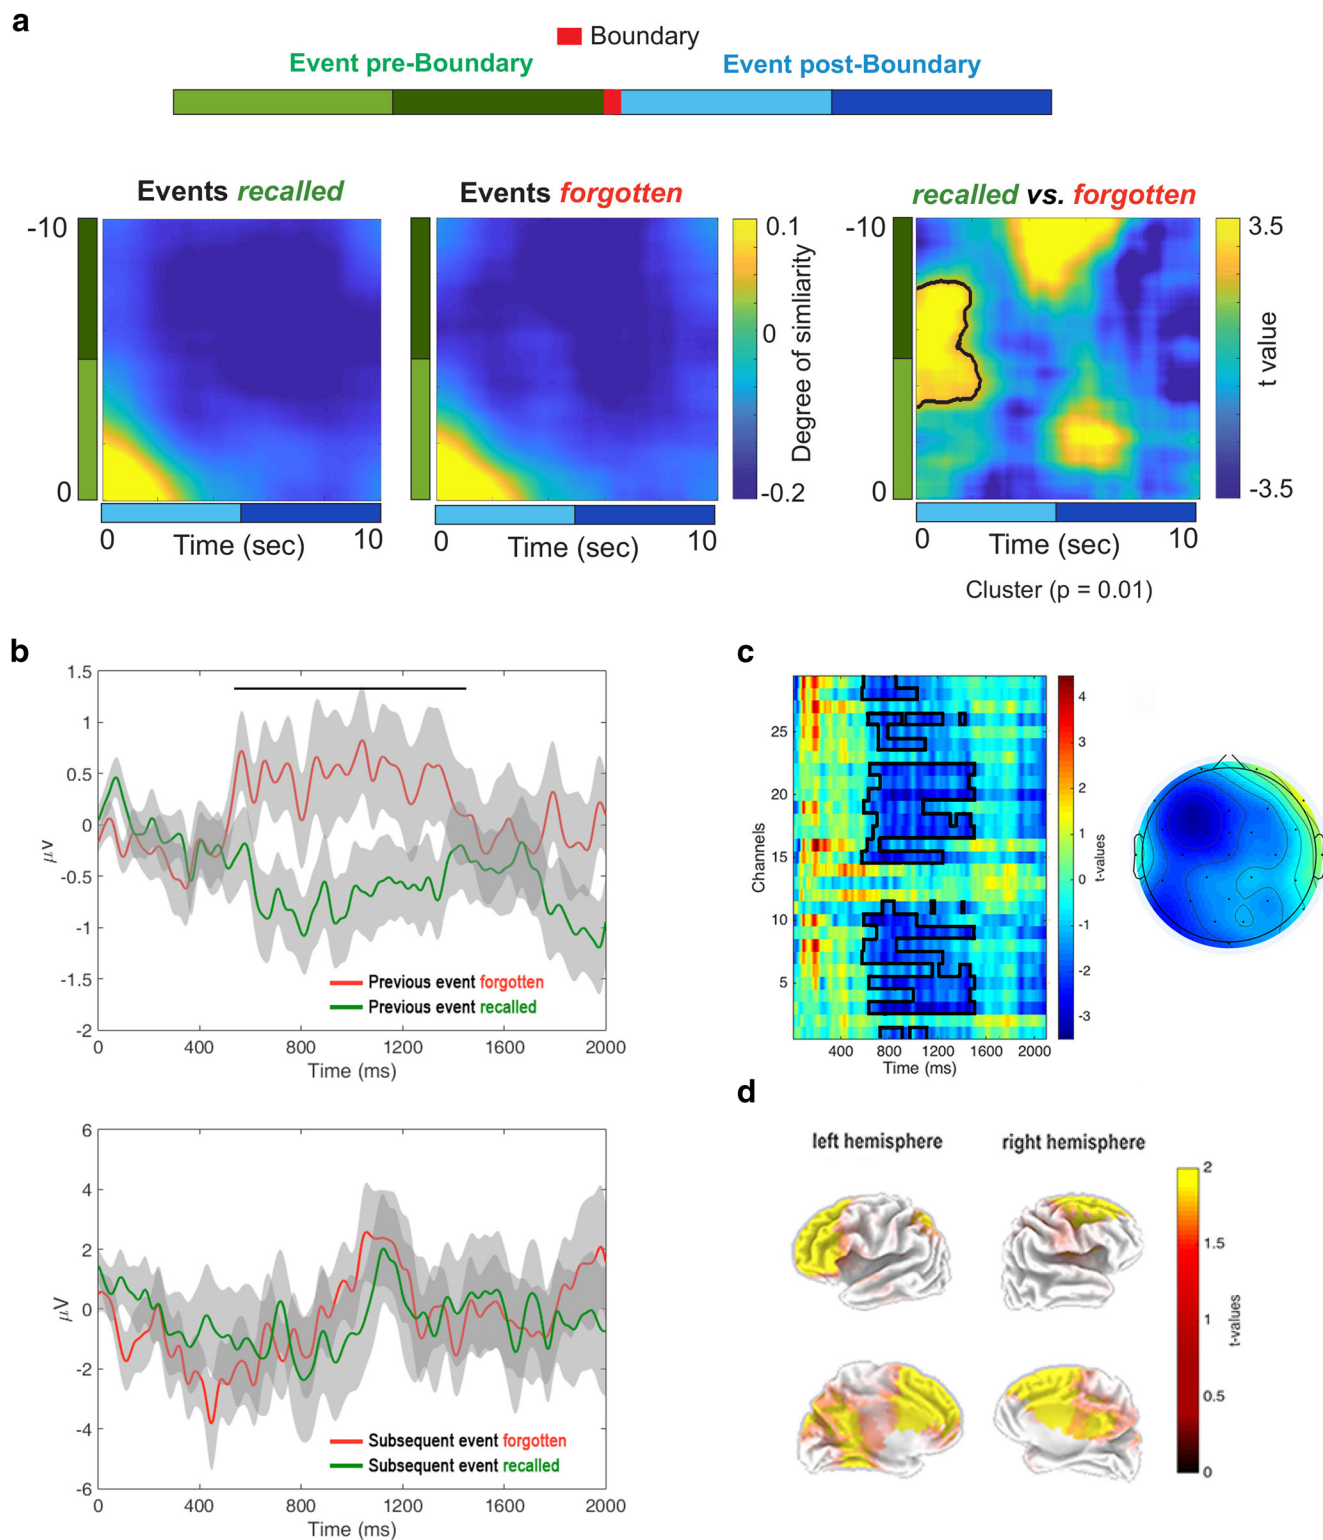 a
Boundary
Event pre-Boundary
Event post-Boundary
Events recalled
Events forgotten
recalled vs. forgotten
-10
0
0
10
Time (sec)
0
10
Time (sec)
0.1
0
-0.2
Degree of simliarity
-10
0
0
10
Time (sec)
3.5
-3.5
t value
Cluster (p = 0.01)
b
1.5
1
0.5
0
-0.5
-1
-1.5
-2
μv
Previous event forgotten
Previous event recalled
0
400
800
1200
1600
2000
Time (ms)
6
4
2
0
-2
-4
-6
μV
Subsequent event forgotten
Subsequent event recalled
0
400
800
1200
1600
2000
Time (ms)
c
25
20
15
10
5
Channels
400
800
1200
1600
2000
Time (ms)
4
3
2
1
0
-1
-2
-3
t-values
d
left hemisphere
right hemisphere
2
1.5
1
0.5
0
t-values